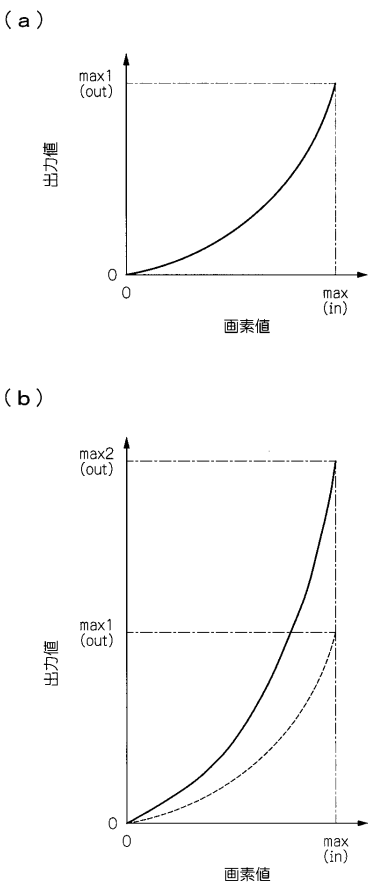 （a）
max1
(out)
出力値
0
0
max
(in)
画素値
（b）
max2
(out)
max1
(out)
出力値
0
0
max
(in)
画素値